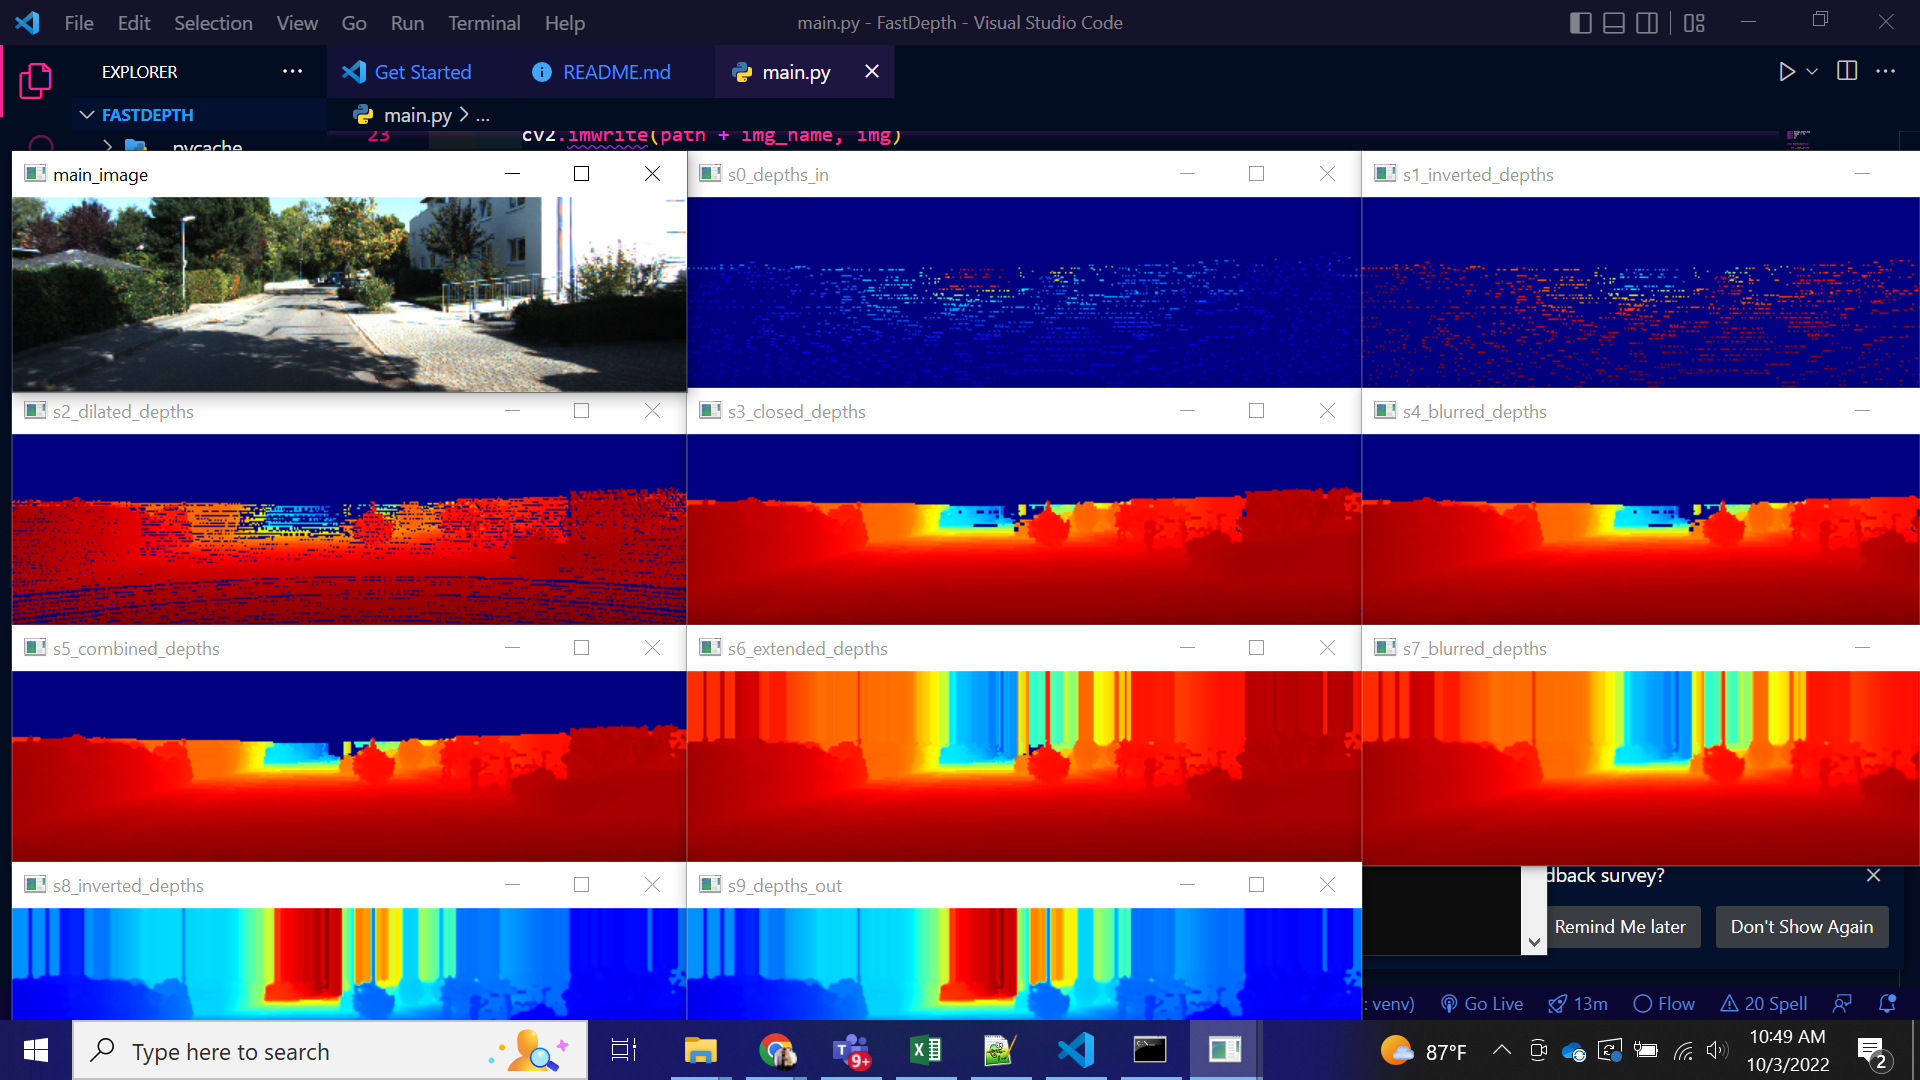 File Edit Selection View Go Run Terminal Help
main.py - FastDepth - Visual Studio Code
EXPLORER
Get Started
README.md
main.py
FASTDEPTH
main.py > ...
23 cv2.imwrite(path + img_name, img)
pycache
main_image
s0_depths_in
s1_inverted_depths
s2_dilated_depths
s3_closed_depths
s4_blurred_depths
s5_combined_depths
s6_extended_depths
s7_blurred_depths
s8_inverted_depths
s9_depths_out
dback survey?
Remind Me later
Don't Show Again
: venv) Go Live 13m Flow 20 Spell
Type here to search
T 9+
87°F
10:49 AM
10/3/2022
2